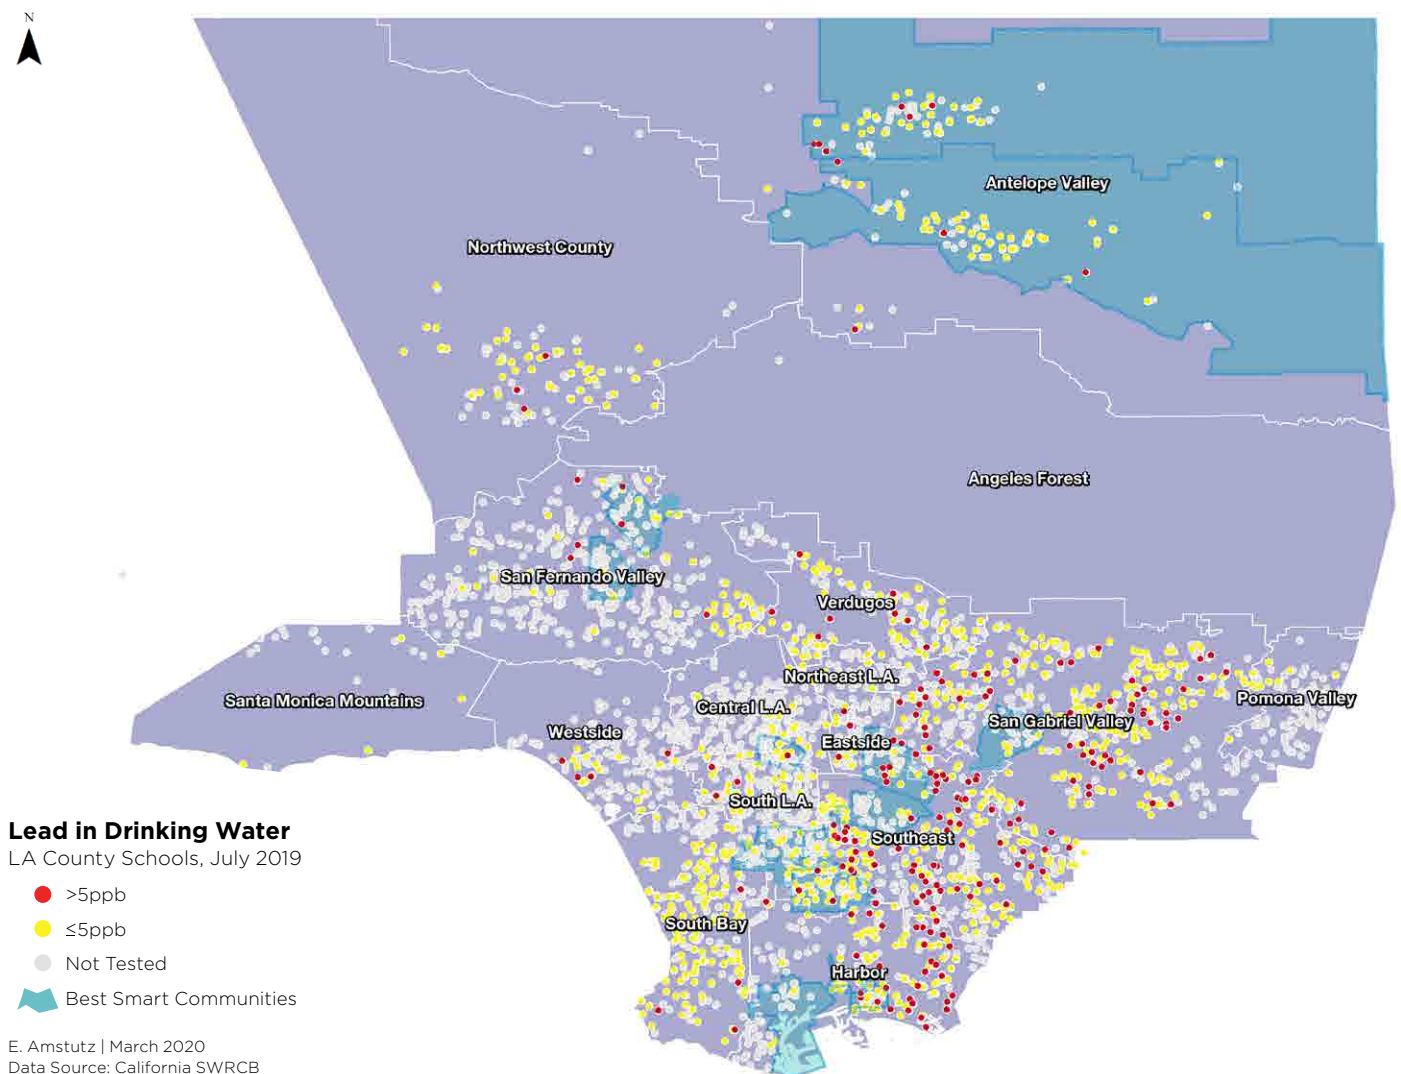 N
Antelope Valley
Northwest County
Angeles Forest
San Fernando Valley
Verdugos
Northeast L.A.
Santa Monica Mountains
Central L.A.
Pomona Valley
San Gabriel Valley
Westside
Eastside
South L.A.
Southeast
South Bay
Harbor
Lead in Drinking Water
LA County Schools, July 2019
>5ppb
≤5ppb
Not Tested
Best Smart Communities
E. Amstutz | March 2020
Data Source: California SWRCB